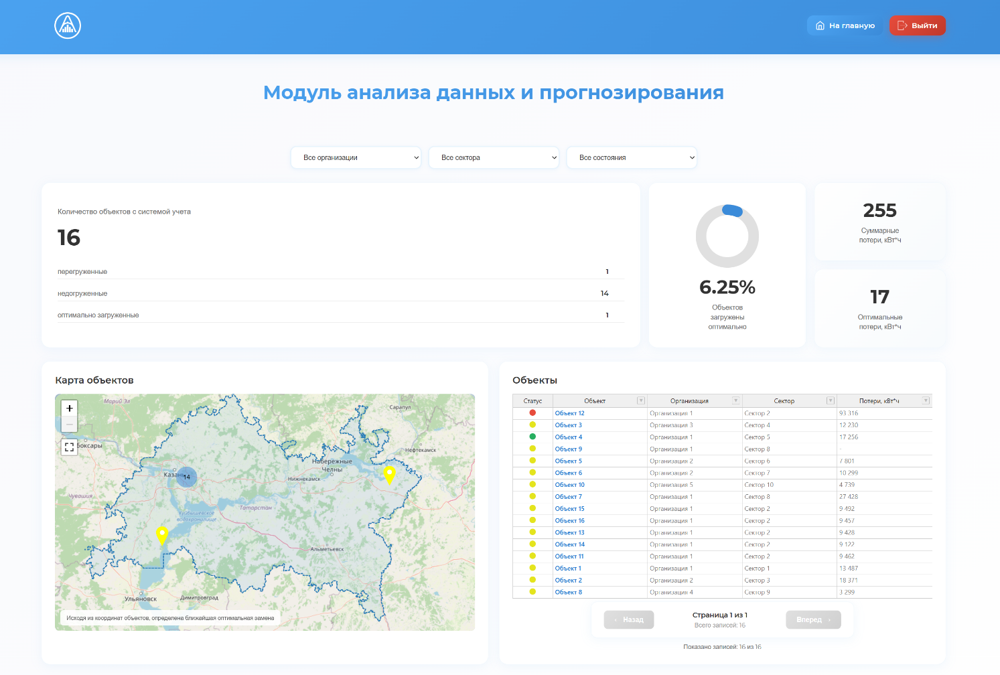 На главную
Выйти
Модуль анализа данных и прогнозирования
Все организации
Все сектора
Все состояния
Количество объектов с системой учета
16
перегруженные 1
недогруженные 14
оптимально загруженные 1
6.25%
Объектов
загружены
оптимально
255
Суммарные
потери, кВт*ч
17
Оптимальные
потери, кВт*ч
Карта объектов
+
−
Марий Эл
боксары
Чувашия
Казань
14
Куйбышевское
водохранилище
Татарстан
Нижнекамск
Набережные
Челны
Сарапул
Нефтекамск
Альметьевск
Ульяновск
Димитровград
Исходя из координат объектов, определена ближайшая оптимальная замена
Объекты
Статус Объект Организация Сектор Потери, кВт*ч
Объект 12 Организация 1 Сектор 2 93 316
Объект 3 Организация 3 Сектор 4 12 230
Объект 4 Организация 1 Сектор 5 17 256
Объект 9 Организация 1 Сектор 8 -
Объект 5 Организация 2 Сектор 6 7 801
Объект 6 Организация 2 Сектор 7 10 299
Объект 10 Организация 5 Сектор 10 4 739
Объект 7 Организация 1 Сектор 8 27 428
Объект 15 Организация 1 Сектор 2 9 492
Объект 16 Организация 1 Сектор 2 9 457
Объект 13 Организация 1 Сектор 2 9 428
Объект 14 Организация 1 Сектор 2 9 122
Объект 11 Организация 1 Сектор 2 9 462
Объект 1 Организация 1 Сектор 1 13 487
Объект 2 Организация 2 Сектор 3 18 371
Объект 8 Организация 4 Сектор 9 3 299
‹ Назад
Страница 1 из 1
Всего записей: 16
Вперед ›
Показано записей: 16 из 16